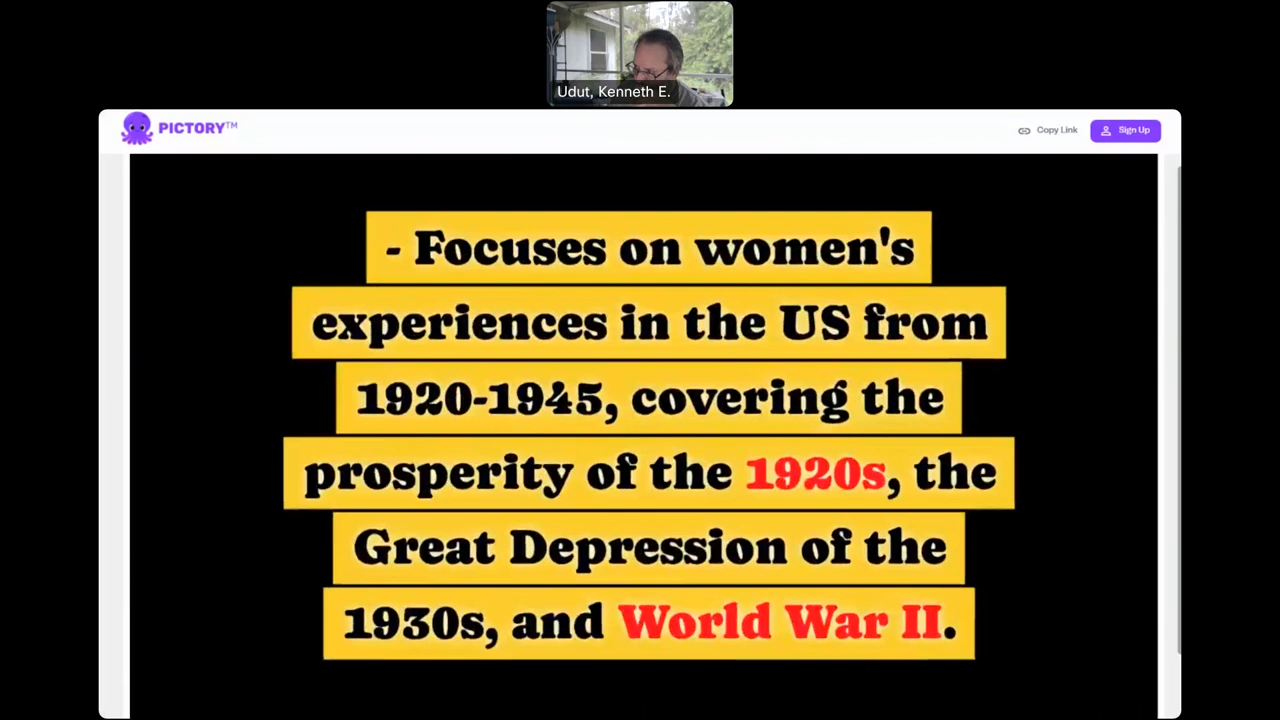 Udut, Kenneth E.
PICTORY™
Copy Link
Sign Up
- Focuses on women's
experiences in the US from
1920-1945, covering the
prosperity of the 1920s, the
Great Depression of the
1930s, and World War II.